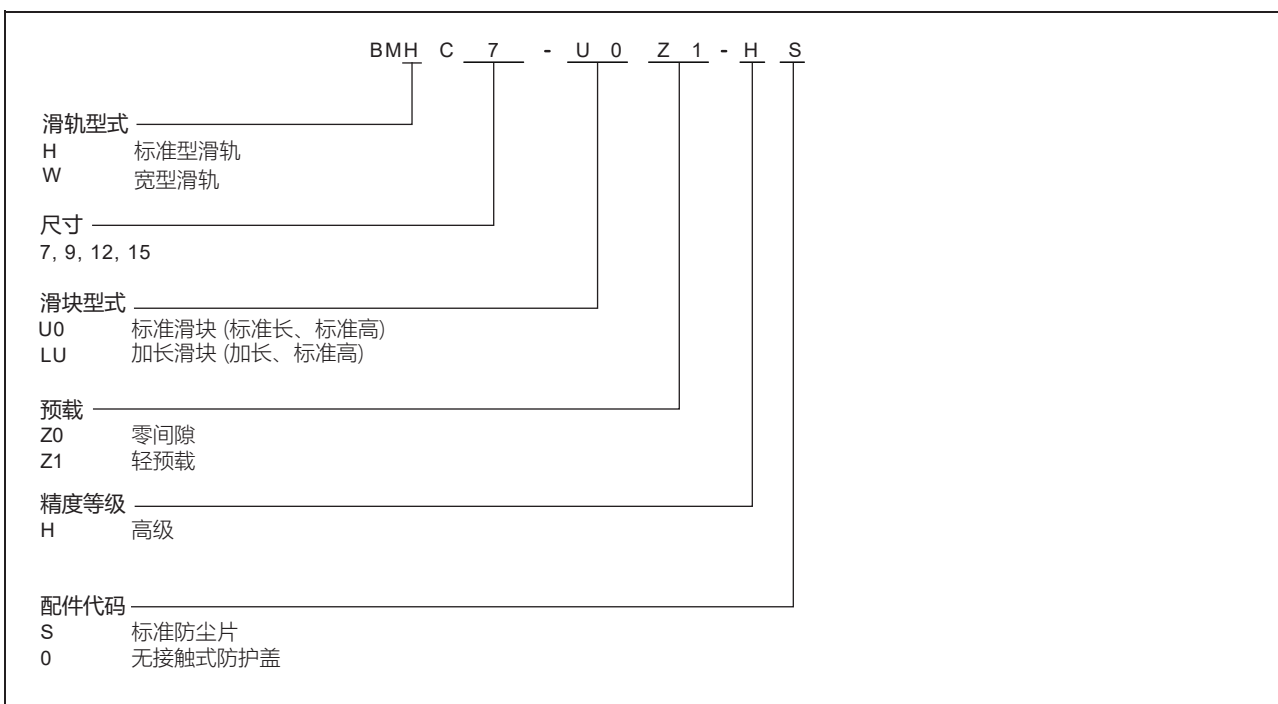 BMH C 7 - U 0 Z 1 - H S
滑轨型式
H 标准型滑轨
W 宽型滑轨
尺寸
7, 9, 12, 15
滑块型式
U0 标准滑块 (标准长、标准高)
LU 加长滑块 (加长、标准高)
预载
Z0 零间隙
Z1 轻预载
精度等级
H 高级
配件代码
S 标准防尘片
0 无接触式防护盖